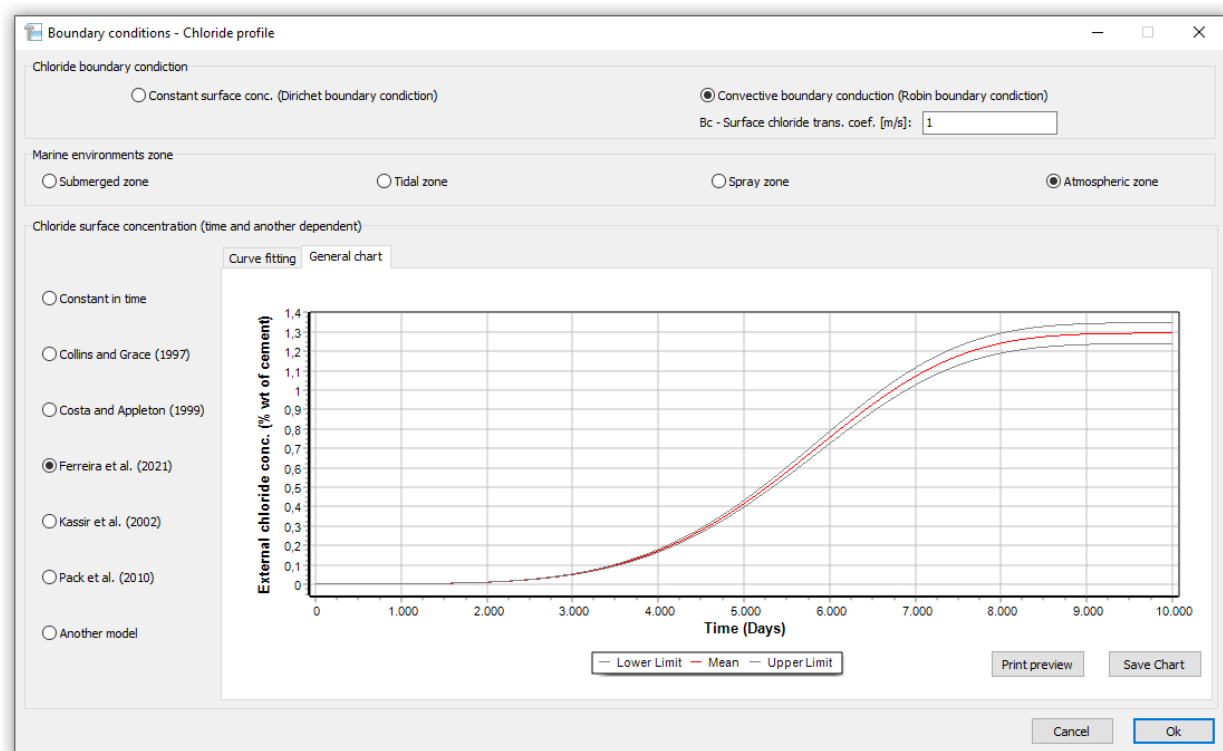 Boundary conditions - Chloride profile
Chloride boundary condiction
Constant surface conc. (Dirichet boundary condiction)
Convective boundary conduction (Robin boundary condiction)
Bc - Surface chloride trans. coef. [m/s]: 1
Marine environments zone
Submerged zone
Tidal zone
Spray zone
Atmospheric zone
Chloride surface concentration (time and another dependent)
Constant in time
Collins and Grace (1997)
Costa and Appleton (1999)
Ferreira et al. (2021)
Kassir et al. (2002)
Pack et al. (2010)
Another model
Curve fitting
General chart
External chloride conc. (% wt of cement)
1,4
1,3
1,2
1,1
1
0,9
0,8
0,7
0,6
0,5
0,4
0,3
0,2
0,1
0
0 1.000 2.000 3.000 4.000 5.000 6.000 7.000 8.000 9.000 10.000
Time (Days)
Lower Limit Mean Upper Limit
Print preview
Save Chart
Cancel
Ok